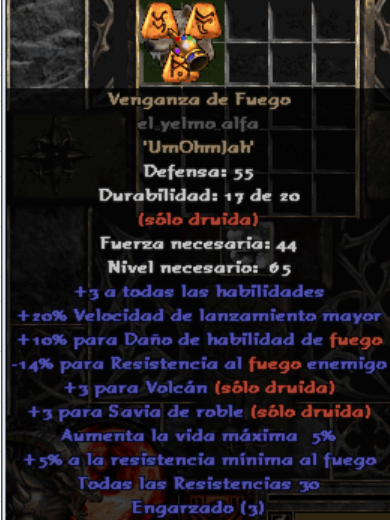 Venganza de Fuego
el yelmo alfa
'UmOhmJah'
Defensa: 55
Durabilidad: 17 de 20
(sólo druida)
Fuerza necesaria: 44
Nivel necesario: 65
+3 a todas las habilidades
+20% Velocidad de lanzamiento mayor
+10% para Daño de habilidad de fuego
-14% para Resistencia al fuego enemigo
+3 para Volcán (sólo druida)
+3 para Savia de roble (sólo druida)
Aumenta la vida máxima 5%
+5% a la resistencia mínima al fuego
Todas las Resistencias 30
Engarzado (3)